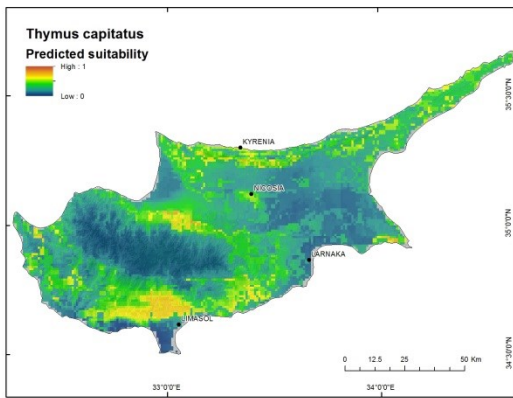 Thymus capitatus
Predicted suitability
High : 1
Low : 0
KYRENIA
NICOSIA
LARNAKA
LIMASOL
35°30'0"N
35°0'0"N
34°30'0"N
0 12.5 25 50 Km
33°0'0"E 34°0'0"E